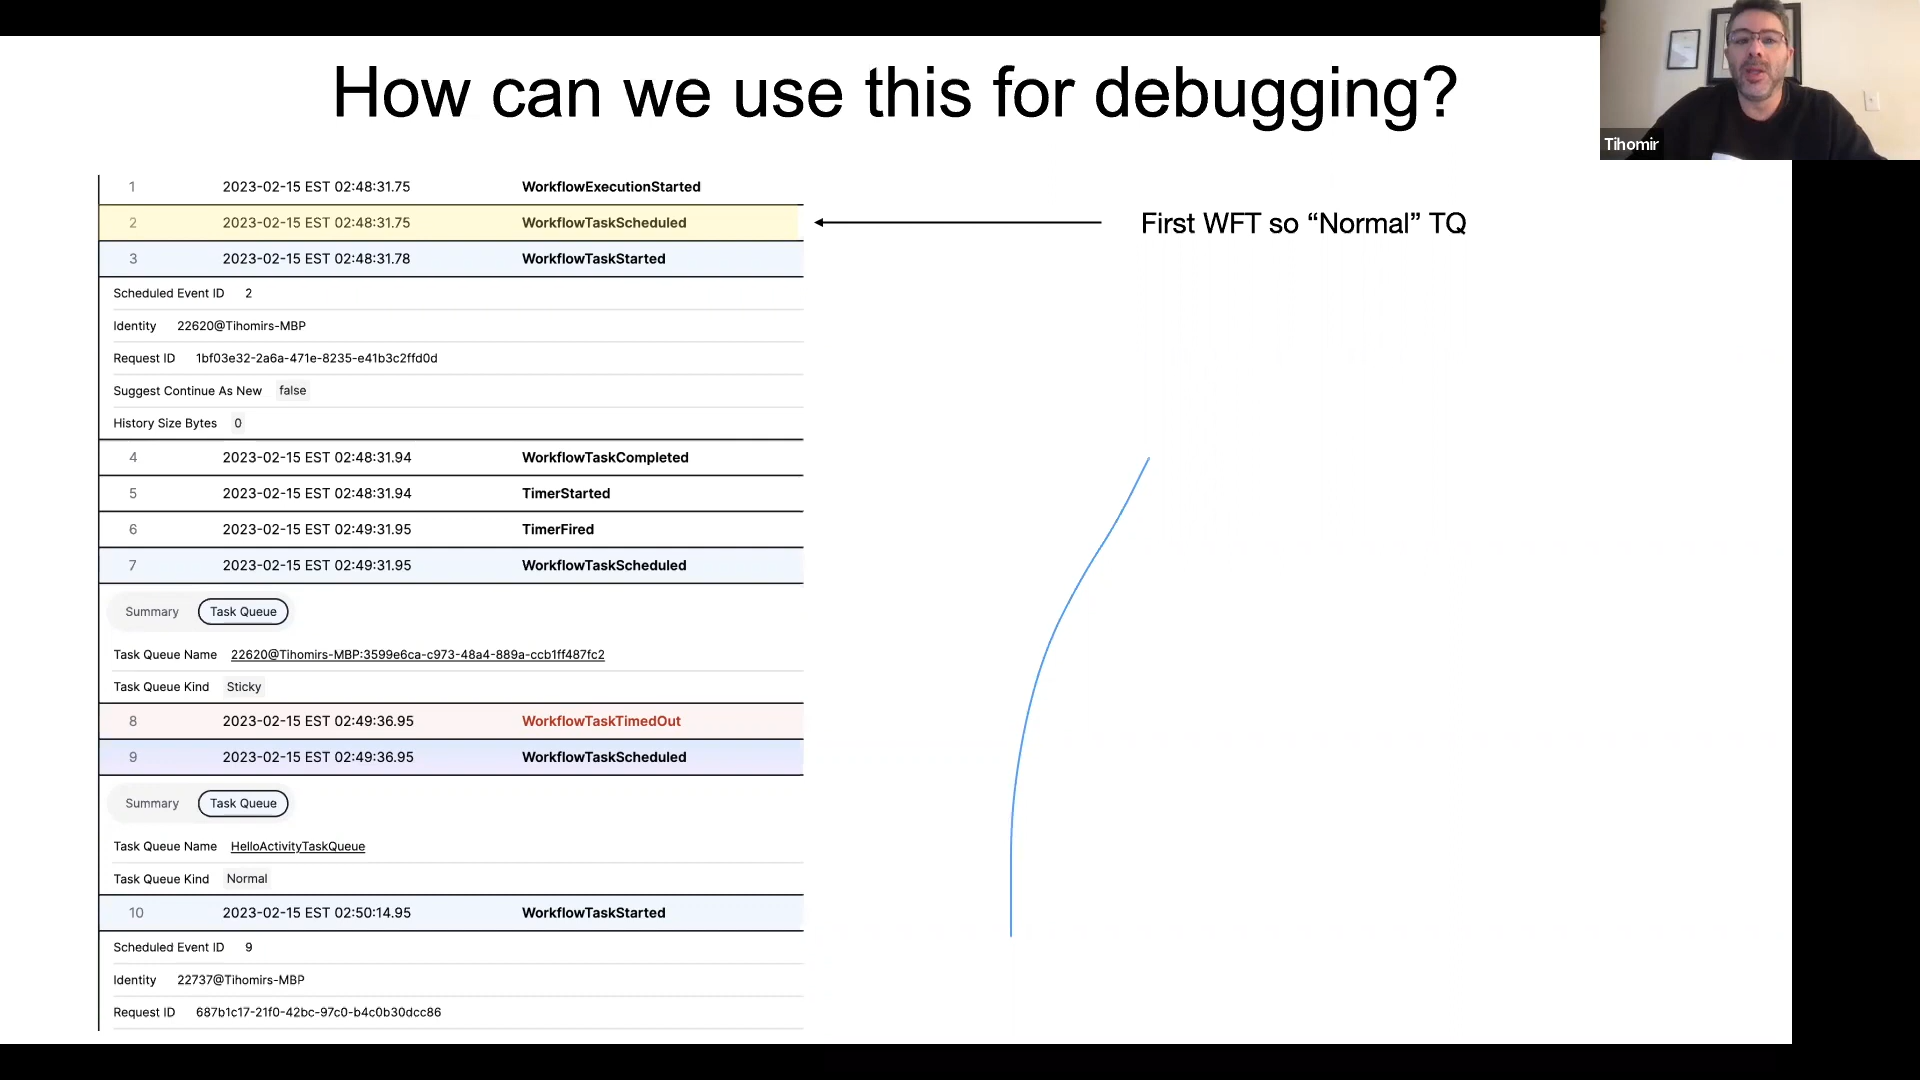 How can we use this for debugging?
Tihomir
1 2023-02-15 EST 02:48:31.75 WorkflowExecutionStarted
2 2023-02-15 EST 02:48:31.75 WorkflowTaskScheduled
First WFT so “Normal” TQ
3 2023-02-15 EST 02:48:31.78 WorkflowTaskStarted
Scheduled Event ID 2
Identity 22620@Tihomirs-MBP
Request ID 1bf03e32-2a6a-471e-8235-e41b3c2ffd0d
Suggest Continue As New false
History Size Bytes 0
4 2023-02-15 EST 02:48:31.94 WorkflowTaskCompleted
5 2023-02-15 EST 02:48:31.94 TimerStarted
6 2023-02-15 EST 02:49:31.95 TimerFired
7 2023-02-15 EST 02:49:31.95 WorkflowTaskScheduled
Summary Task Queue
Task Queue Name 22620@Tihomirs-MBP:3599e6ca-c973-48a4-889a-ccb1ff487fc2
Task Queue Kind Sticky
8 2023-02-15 EST 02:49:36.95 WorkflowTaskTimedOut
9 2023-02-15 EST 02:49:36.95 WorkflowTaskScheduled
Summary Task Queue
Task Queue Name HelloActivityTaskQueue
Task Queue Kind Normal
10 2023-02-15 EST 02:50:14.95 WorkflowTaskStarted
Scheduled Event ID 9
Identity 22737@Tihomirs-MBP
Request ID 687b1c17-21f0-42bc-97c0-b4c0b30dcc86